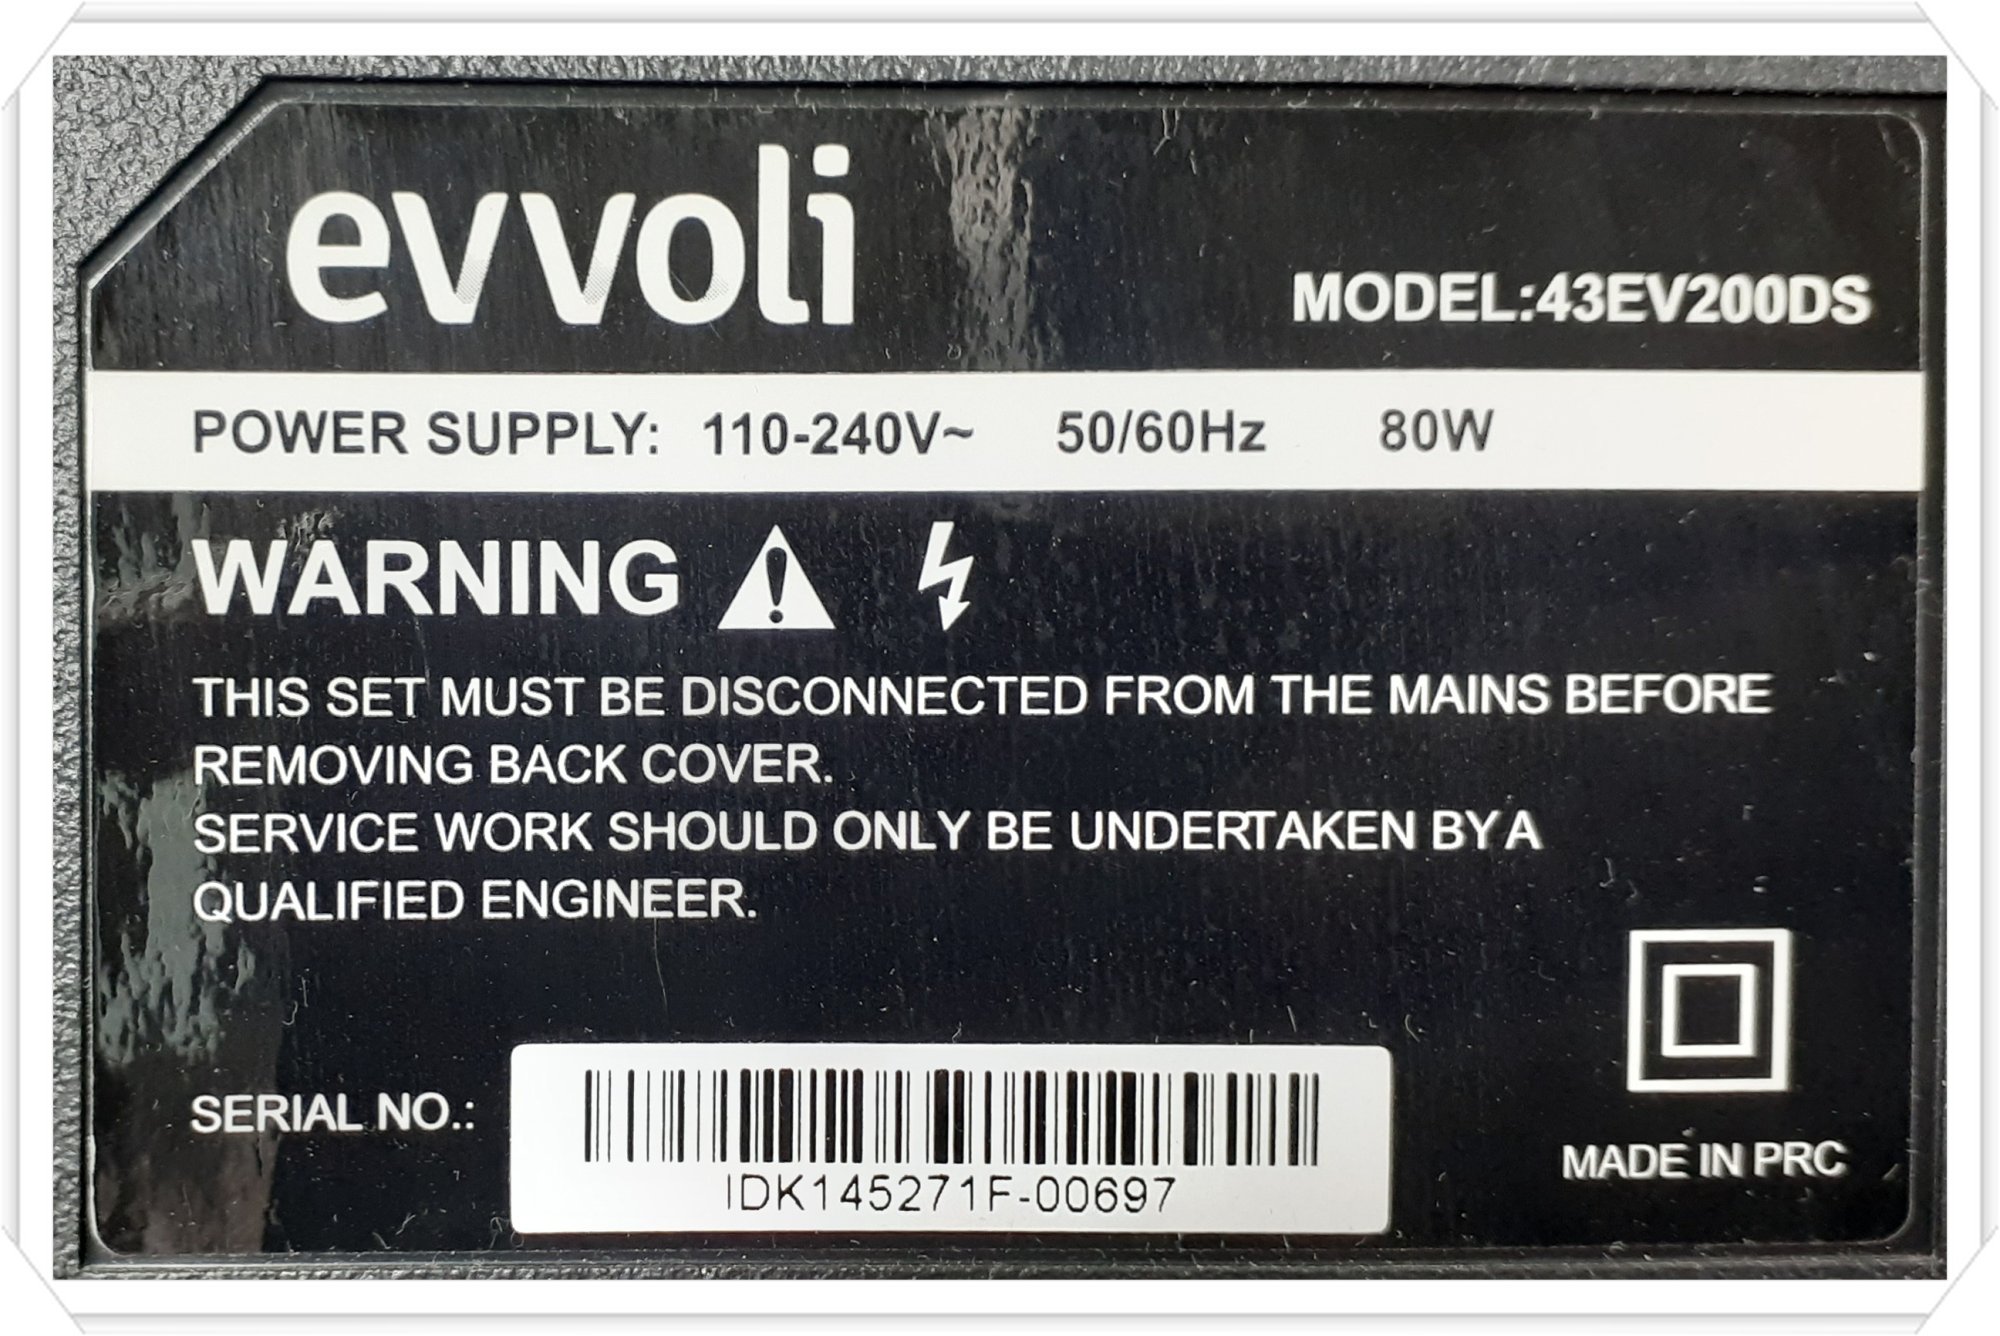 evvoli
MODEL:43EV200DS
POWER SUPPLY: 110-240V~ 50/60Hz 80W
WARNING
THIS SET MUST BE DISCONNECTED FROM THE MAINS BEFORE
REMOVING BACK COVER.
SERVICE WORK SHOULD ONLY BE UNDERTAKEN BY A
QUALIFIED ENGINEER.
SERIAL NO.:
IDK145271F-00697
MADE IN PRC